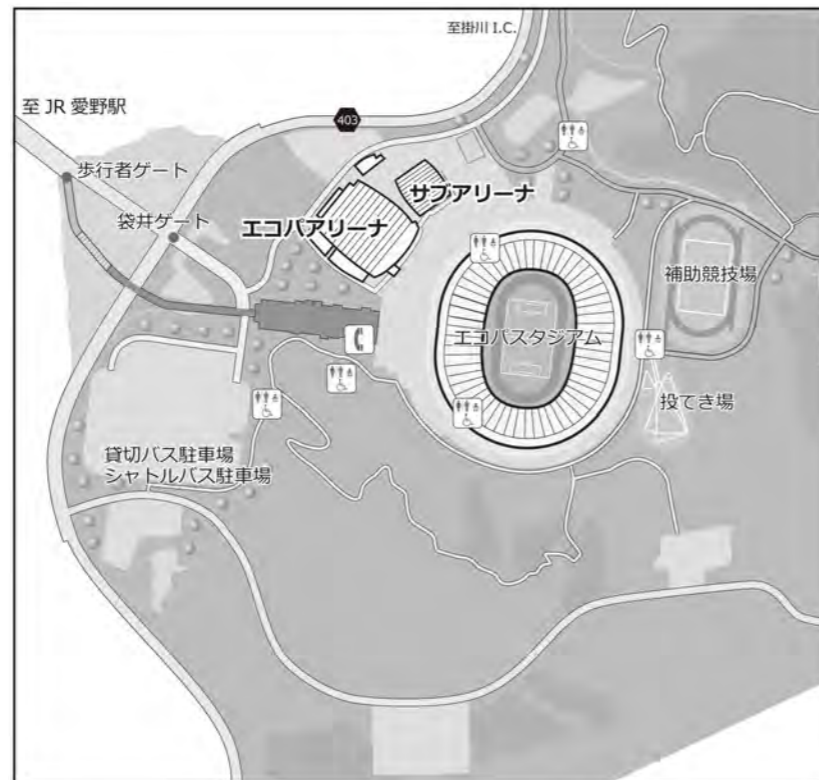 至掛川 I.C.
至 JR 愛野駅
403
歩行者ゲート
サブアリーナ
袋井ゲート
エコパアリーナ
補助競技場
エコパスタジアム
投てき場
貸切バス駐車場
シャトルバス駐車場